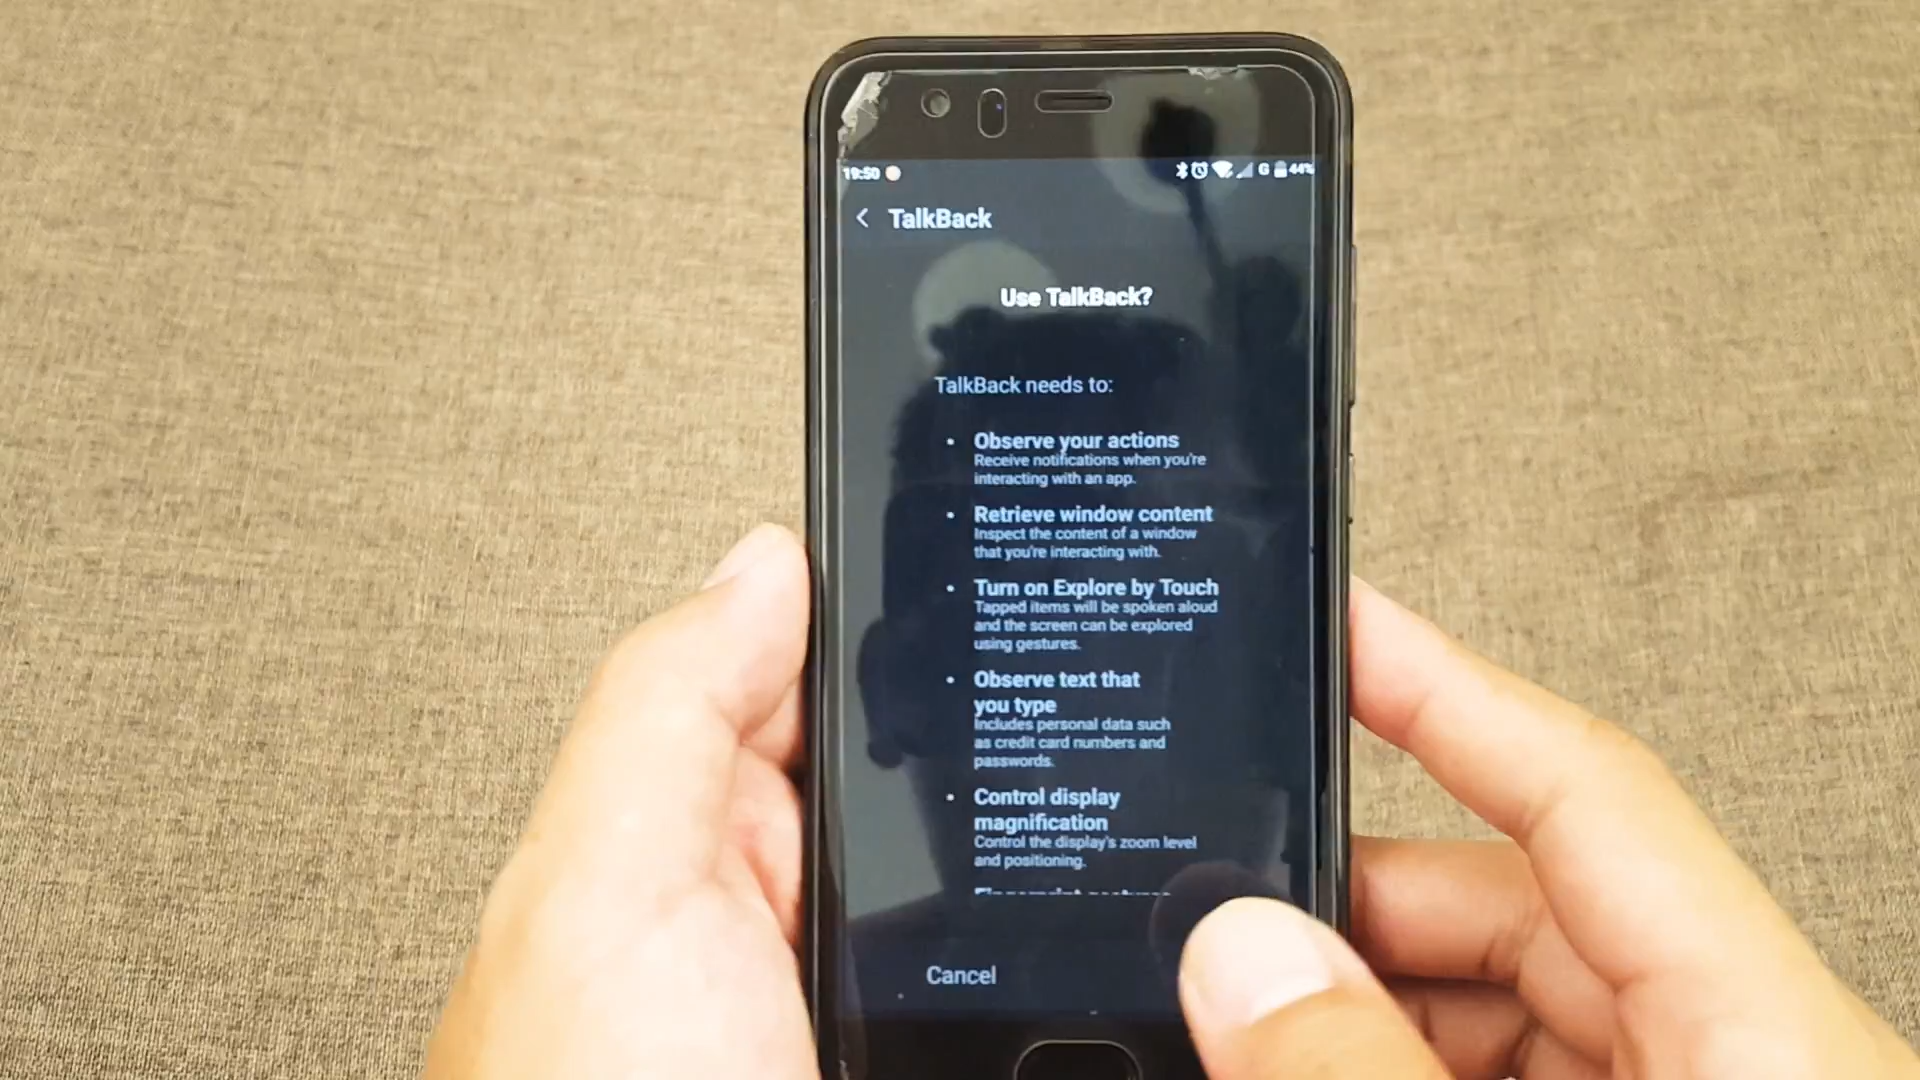 19:50
G 44%
TalkBack
Use TalkBack?
TalkBack needs to:
• Observe your actions
Receive notifications when you're
interacting with an app.
• Retrieve window content
Inspect the content of a window
that you're interacting with.
• Turn on Explore by Touch
Tapped items will be spoken aloud
and the screen can be explored
using gestures.
• Observe text that
you type
Includes personal data such
as credit card numbers and
passwords.
• Control display
magnification
Control the display's zoom level
and positioning.
Cancel